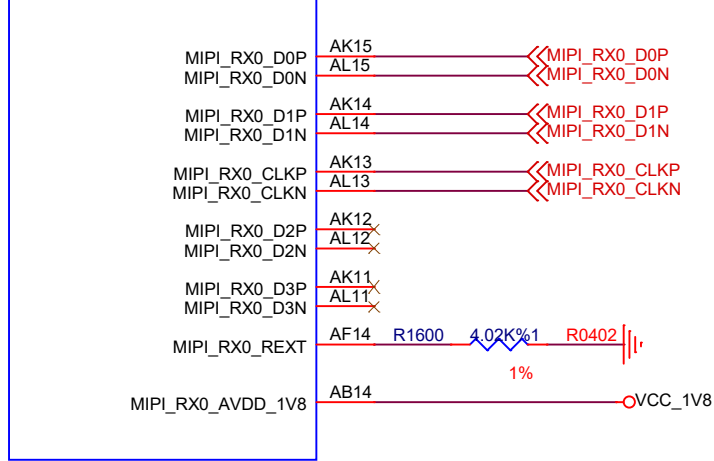 MIPI_RX0_D0P AK15 MIPI_RX0_D0P
MIPI_RX0_D0N AL15 MIPI_RX0_D0N
MIPI_RX0_D1P AK14 MIPI_RX0_D1P
MIPI_RX0_D1N AL14 MIPI_RX0_D1N
MIPI_RX0_CLKP AK13 MIPI_RX0_CLKP
MIPI_RX0_CLKN AL13 MIPI_RX0_CLKN
MIPI_RX0_D2P AK12
MIPI_RX0_D2N AL12
MIPI_RX0_D3P AK11
MIPI_RX0_D3N AL11
MIPI_RX0_REXT AF14 R1600 4.02K%1 R0402
1%
MIPI_RX0_AVDD_1V8 AB14 VCC_1V8